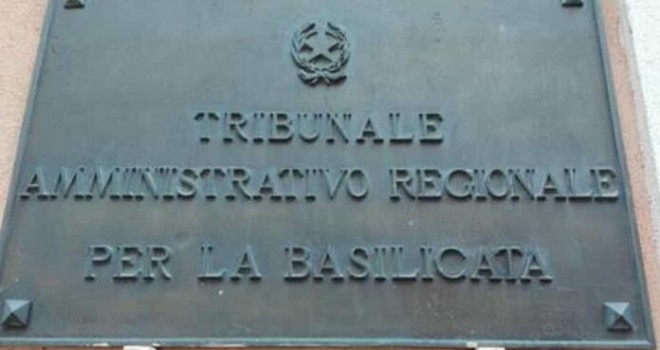 TRIBUNALE
AMMINISTRATIVO REGIONALE
PER LA BASILICATA